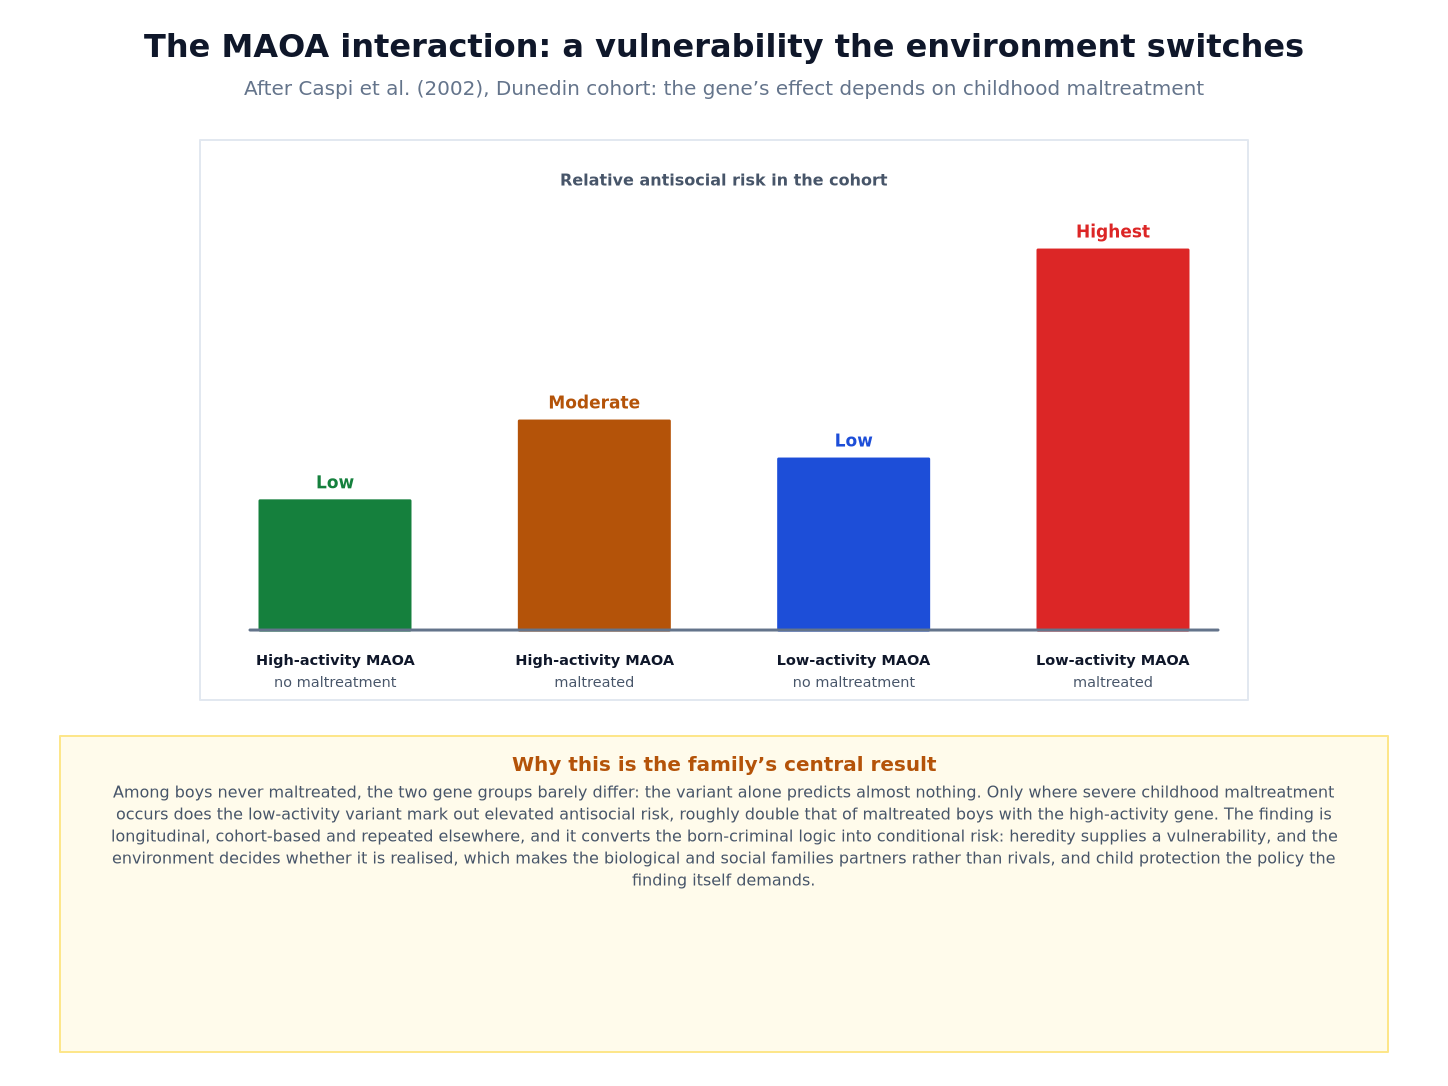 The MAOA interaction: a vulnerability the environment switches
After Caspi et al. (2002), Dunedin cohort: the gene’s effect depends on childhood maltreatment
Relative antisocial risk in the cohort
Highest
Moderate
Low
Low
High-activity MAOA
no maltreatment
High-activity MAOA
maltreated
Low-activity MAOA
no maltreatment
Low-activity MAOA
maltreated
Why this is the family’s central result
Among boys never maltreated, the two gene groups barely differ: the variant alone predicts almost nothing. Only where severe childhood maltreatment
occurs does the low-activity variant mark out elevated antisocial risk, roughly double that of maltreated boys with the high-activity gene. The finding is
longitudinal, cohort-based and repeated elsewhere, and it converts the born-criminal logic into conditional risk: heredity supplies a vulnerability, and the
environment decides whether it is realised, which makes the biological and social families partners rather than rivals, and child protection the policy the
finding itself demands.